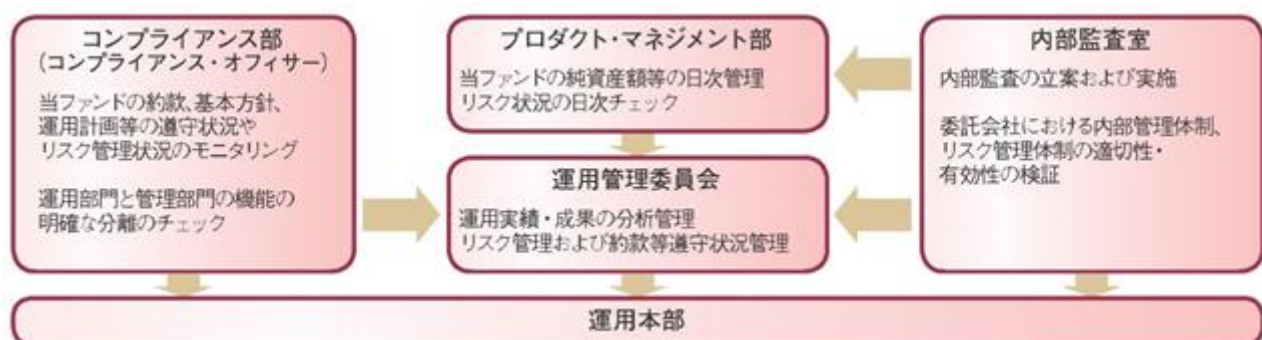 コンプライアンス部
(コンプライアンス・オフィサー)
当ファンドの約款、基本方針、
運用計画等の遵守状況や
リスク管理状況のモニタリング
運用部門と管理部門の機能の
明確な分離のチェック
プロダクト・マネジメント部
当ファンドの純資産額等の日次管理
リスク状況の日次チェック
運用管理委員会
運用実績・成果の分析管理
リスク管理および約款等遵守状況管理
内部監査室
内部監査の立案および実施
委託会社における内部管理体制、
リスク管理体制の適切性・
有効性の検証
運用本部